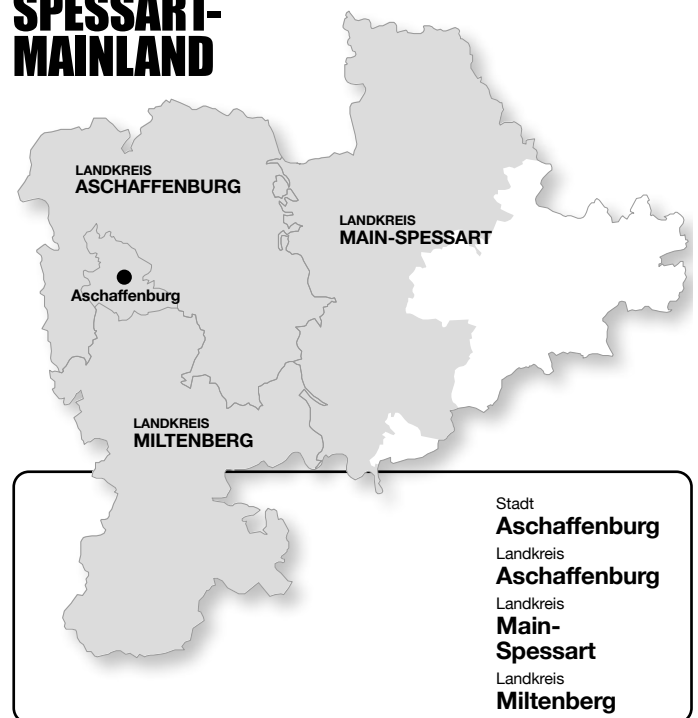 SPESSART-
MAINLAND
LANDKREIS
ASCHAFFENBURG
LANDKREIS
MAIN-SPESSART
Aschaffenburg
LANDKREIS
MILTENBERG
Stadt
Aschaffenburg
Landkreis
Aschaffenburg
Landkreis
Main-
Spessart
Landkreis
Miltenberg